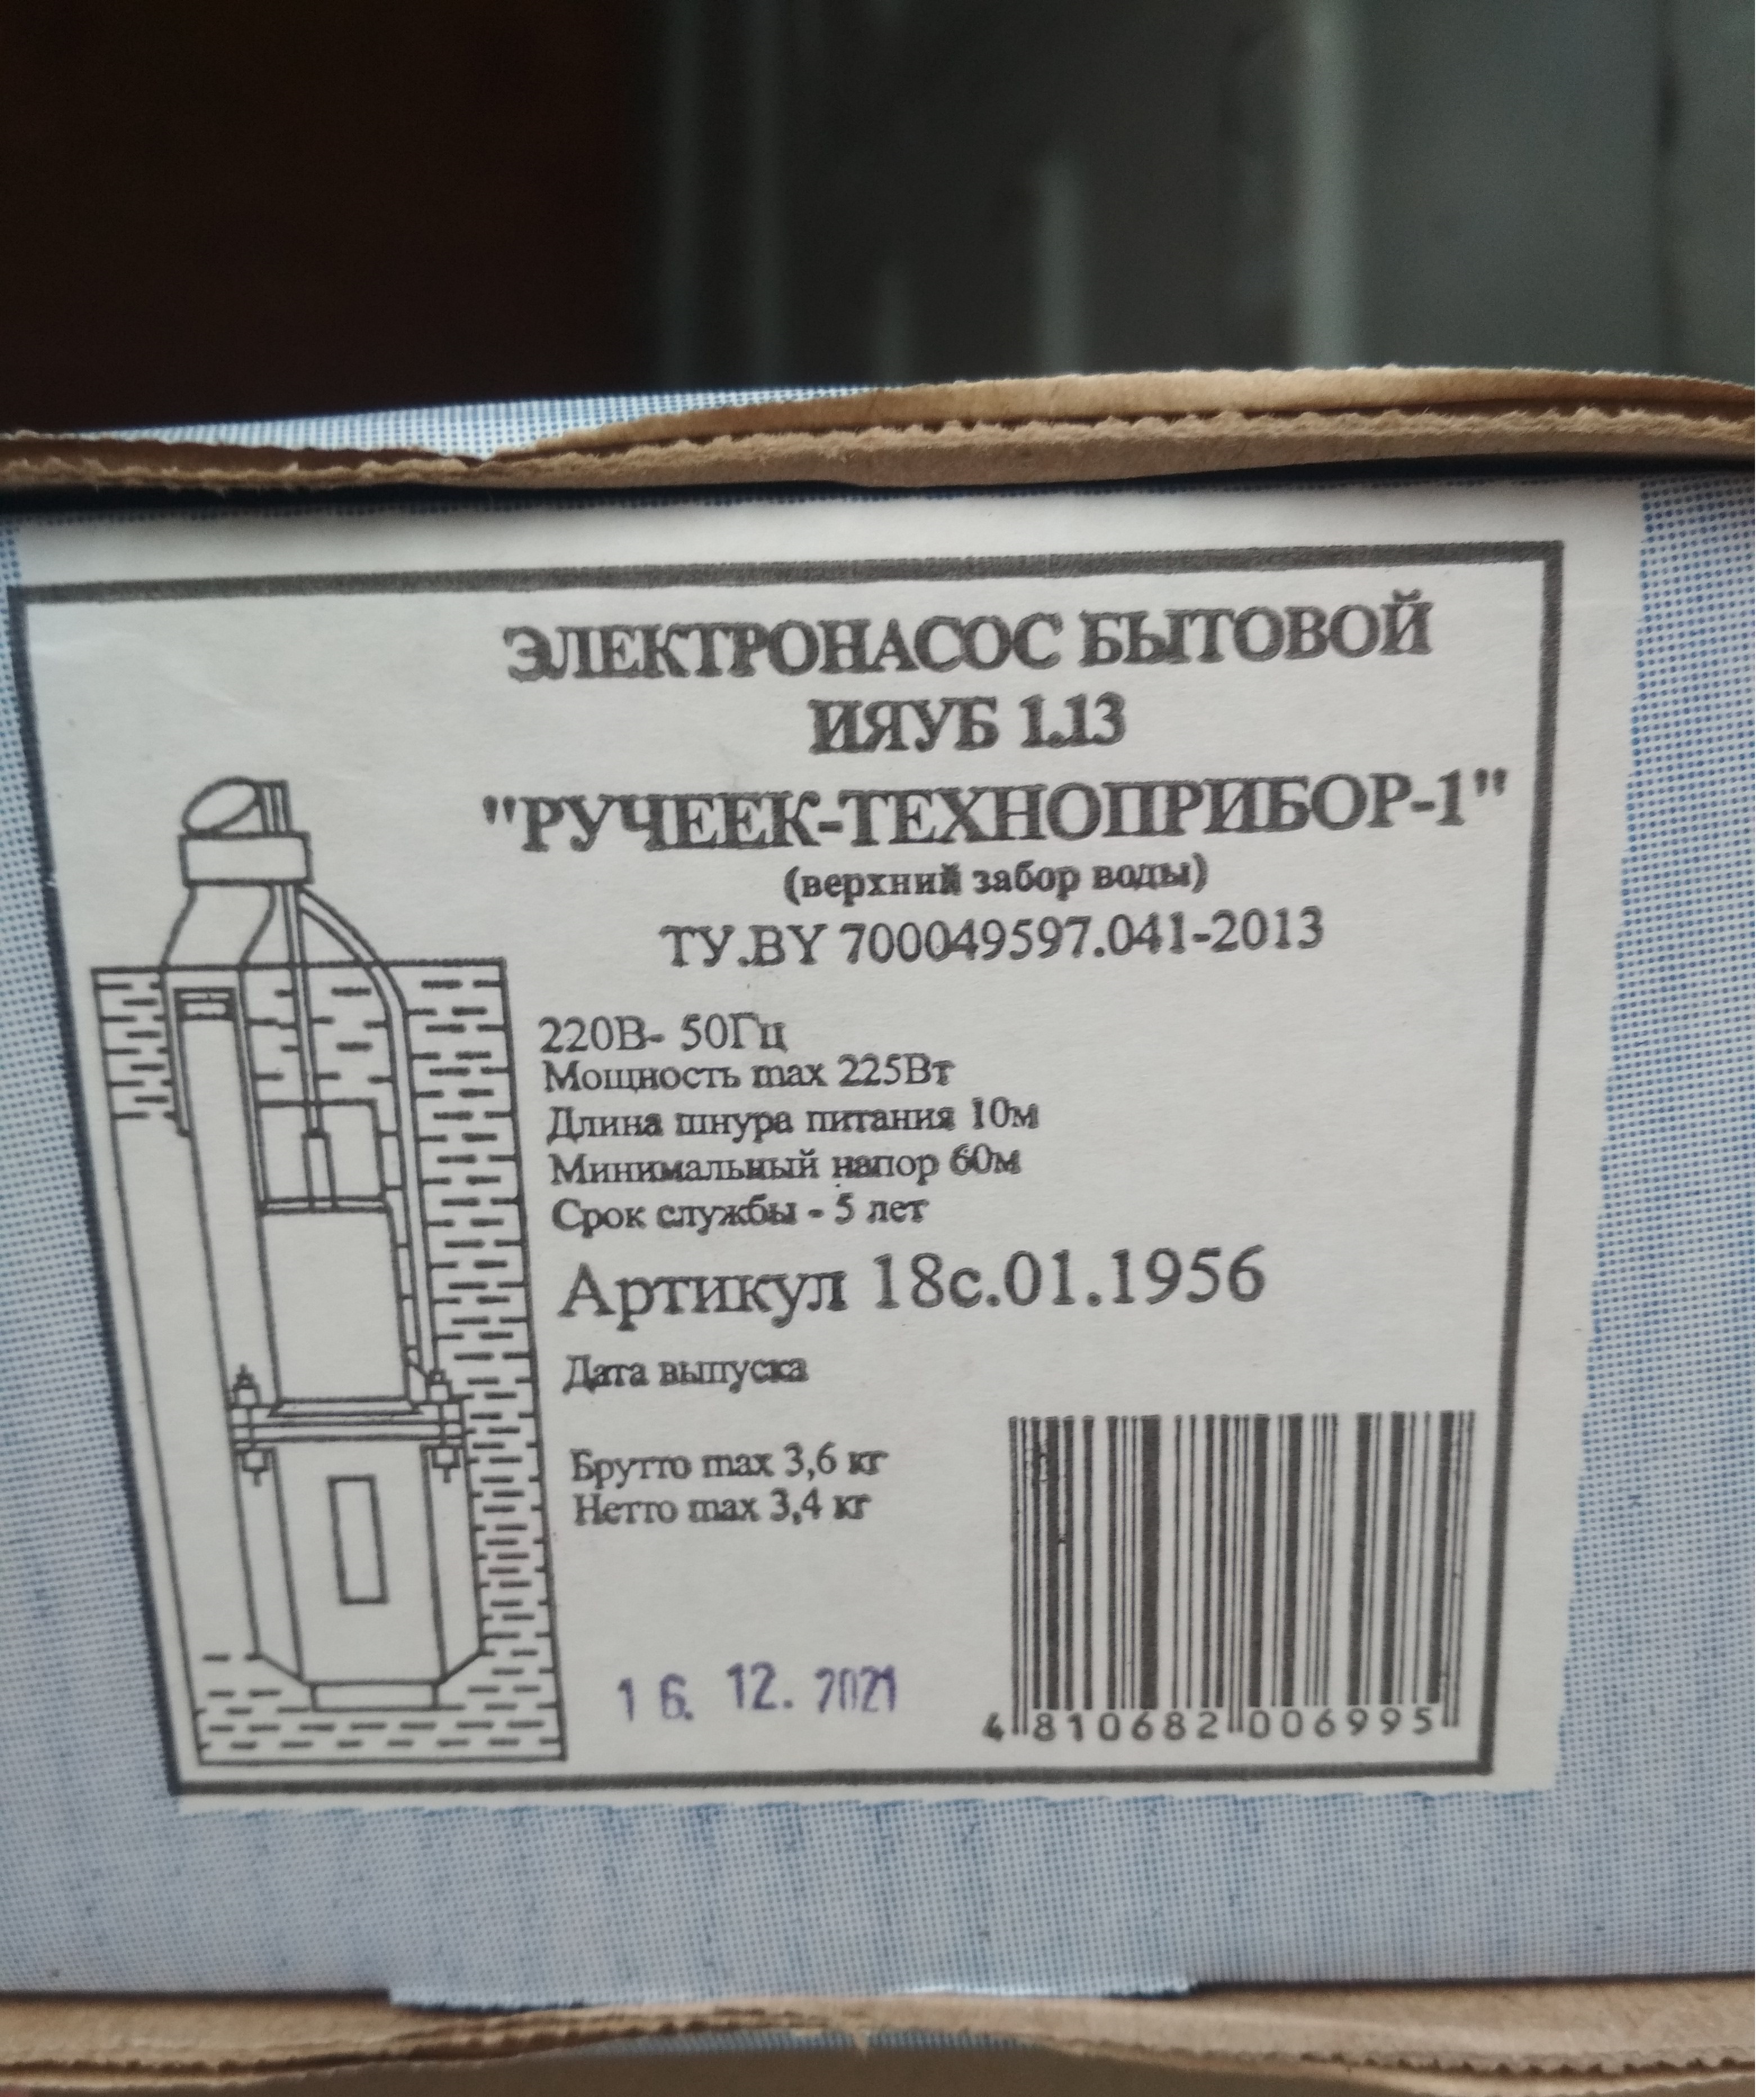 ЭЛЕКТРОНАСОС БЫТОВОЙ
ИЯУБ 1.13
"РУЧЕЕК-ТЕХНОПРИБОР-1"
(верхний забор воды)
ТУ.BY 700049597.041-2013
220В- 50Гц
Мощность max 225Вт
Длина шнура питания 10м
Минимальный напор 60м
Срок службы - 5 лет
Артикул 18с.01.1956
Дата выпуска
Брутто max 3,6 кг
Нетто max 3,4 кг
16. 12. 2021
4 810682 006995